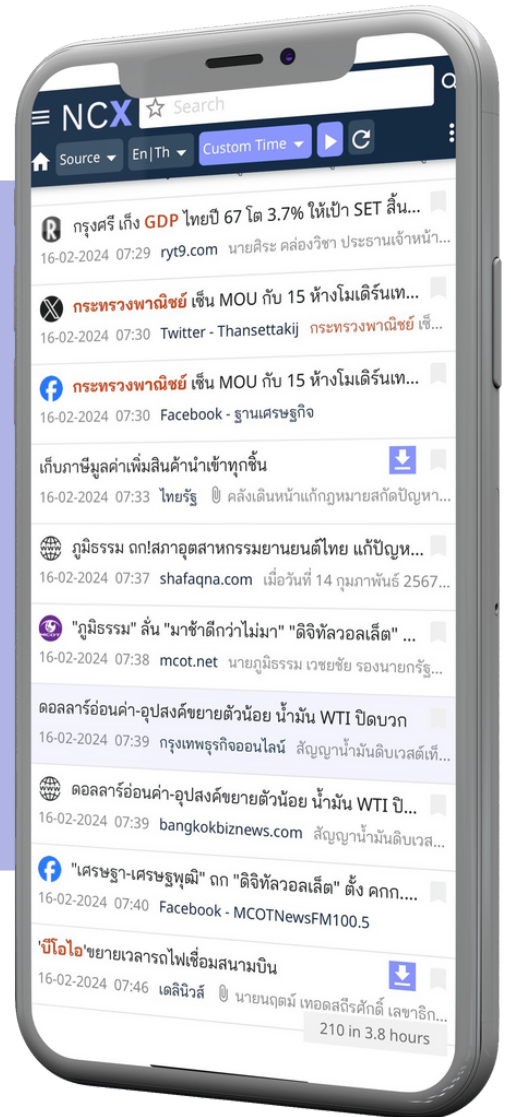 NCX
Search
Source
En|Th
Custom Time
กรุงศรี เก็ง GDP ไทยปี 67 โต 3.7% ให้เป้า SET สิ้น...
16-02-2024 07:29 ryt9.com นายศิระ คล่องวิชา ประธานเจ้าหน้า...
กระทรวงพาณิชย์ เซ็น MOU กับ 15 ห้างโมเดิร์นเท...
16-02-2024 07:30 Twitter - Thansettakij กระทรวงพาณิชย์ เซ็...
กระทรวงพาณิชย์ เซ็น MOU กับ 15 ห้างโมเดิร์นเท...
16-02-2024 07:30 Facebook - ฐานเศรษฐกิจ
เก็บภาษีมูลค่าเพิ่มสินค้านำเข้าทุกชิ้น
16-02-2024 07:33 ไทยรัฐ คลังเดินหน้าแก้กฎหมายสกัดปัญหา...
ภูมิธรรม ถก!สภาอุตสาหกรรมยานยนต์ไทย แก้ปัญห...
16-02-2024 07:37 shafaqna.com เมื่อวันที่ 14 กุมภาพันธ์ 2567...
"ภูมิธรรม" ลั่น "มาช้าดีกว่าไม่มา" "ดิจิทัลวอลเล็ต" ...
16-02-2024 07:38 mcot.net นายภูมิธรรม เวชยชัย รองนายกรัฐ...
ดอลลาร์อ่อนค่า-อุปสงค์ขยายตัวน้อย น้ำมัน WTI ปิดบวก
16-02-2024 07:39 กรุงเทพธุรกิจออนไลน์ สัญญาน้ำมันดิบเวสต์เท็...
ดอลลาร์อ่อนค่า-อุปสงค์ขยายตัวน้อย น้ำมัน WTI ปิ...
16-02-2024 07:39 bangkokbiznews.com สัญญาน้ำมันดิบเวส...
"เศรษฐา-เศรษฐพุฒิ" ถก "ดิจิทัลวอลเล็ต" ตั้ง คกก....
16-02-2024 07:40 Facebook - MCOTNewsFM100.5
'บีโอไอ'ขยายเวลารถไฟเชื่อมสนามบิน
16-02-2024 07:46 เดลินิวส์ นายนฤตม์ เทอดสถีรศักดิ์ เลขาธิก...
210 in 3.8 hours